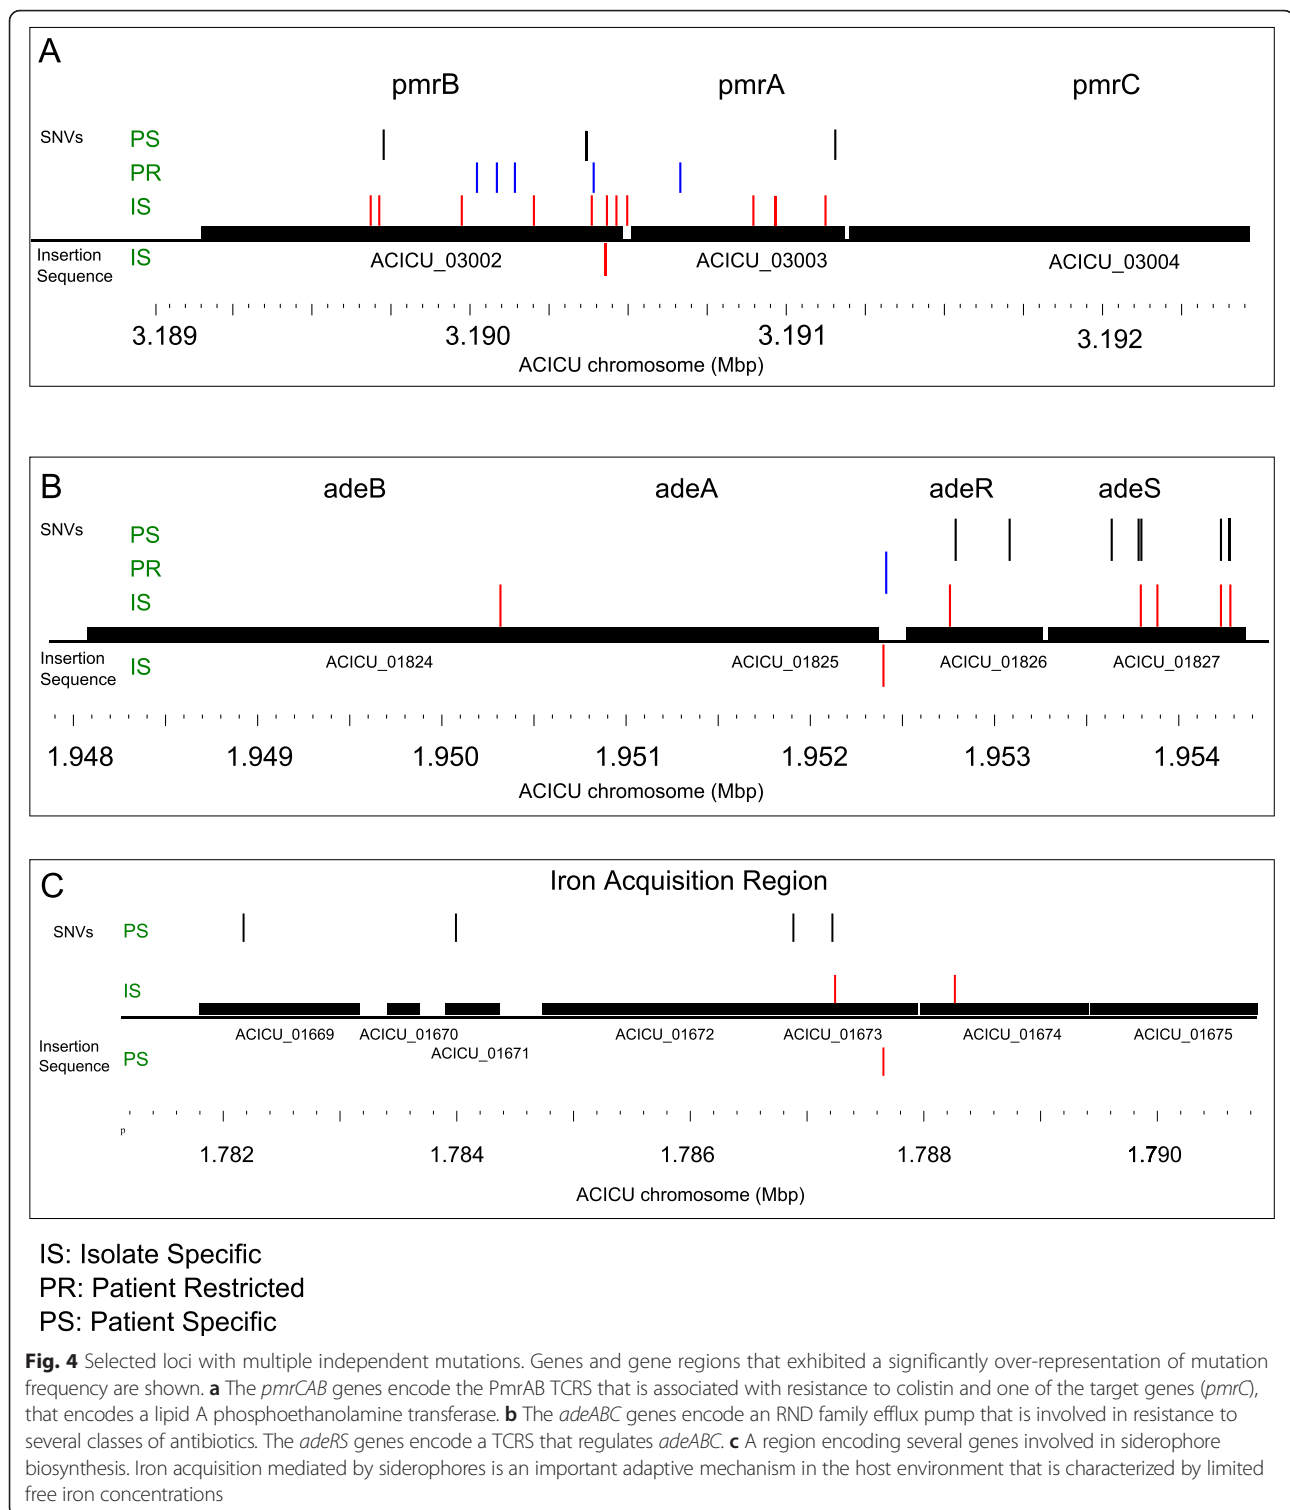 A
pmrB pmrA pmrC
SNVs PS
PR
IS
Insertion Sequence IS
ACICU_03002 ACICU_03003 ACICU_03004
3.189 3.190 3.191 3.192
ACICU chromosome (Mbp)
B
adeB adeA adeR adeS
SNVs PS
PR
IS
Insertion Sequence IS
ACICU_01824 ACICU_01825 ACICU_01826 ACICU_01827
1.948 1.949 1.950 1.951 1.952 1.953 1.954
ACICU chromosome (Mbp)
C
Iron Acquisition Region
SNVs PS
IS
ACICU_01669 ACICU_01670 ACICU_01672 ACICU_01673 ACICU_01674 ACICU_01675
ACICU_01671
Insertion Sequence PS
p
1.782 1.784 1.786 1.788 1.790
ACICU chromosome (Mbp)
IS: Isolate Specific
PR: Patient Restricted
PS: Patient Specific
Fig. 4 Selected loci with multiple independent mutations. Genes and gene regions that exhibited a significantly over-representation of mutation
frequency are shown. a The pmrCAB genes encode the PmrAB TCRS that is associated with resistance to colistin and one of the target genes (pmrC),
that encodes a lipid A phosphoethanolamine transferase. b The adeABC genes encode an RND family efflux pump that is involved in resistance to
several classes of antibiotics. The adeRS genes encode a TCRS that regulates adeABC. c A region encoding several genes involved in siderophore
biosynthesis. Iron acquisition mediated by siderophores is an important adaptive mechanism in the host environment that is characterized by limited
free iron concentrations